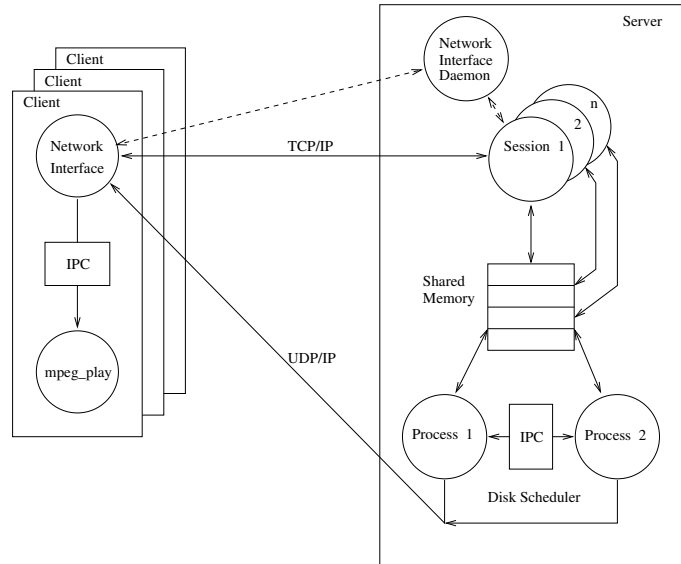 Server
Client
Client
Client
Network
Interface
Daemon
n
2
Session 1
Network
Interface
TCP/IP
IPC
Shared
Memory
UDP/IP
mpeg_play
Process 1
IPC
Process 2
Disk Scheduler